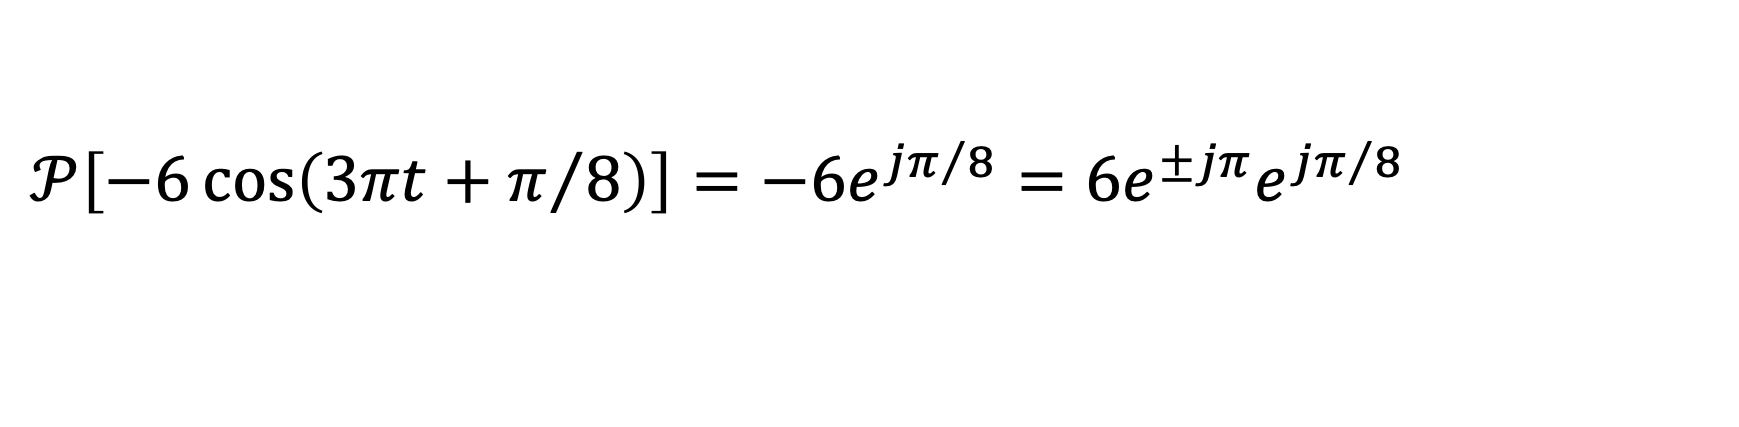 𝒫[−6 cos(3πt + π/8)] = −6e^{jπ/8} = 6e^{±jπ}e^{jπ/8}